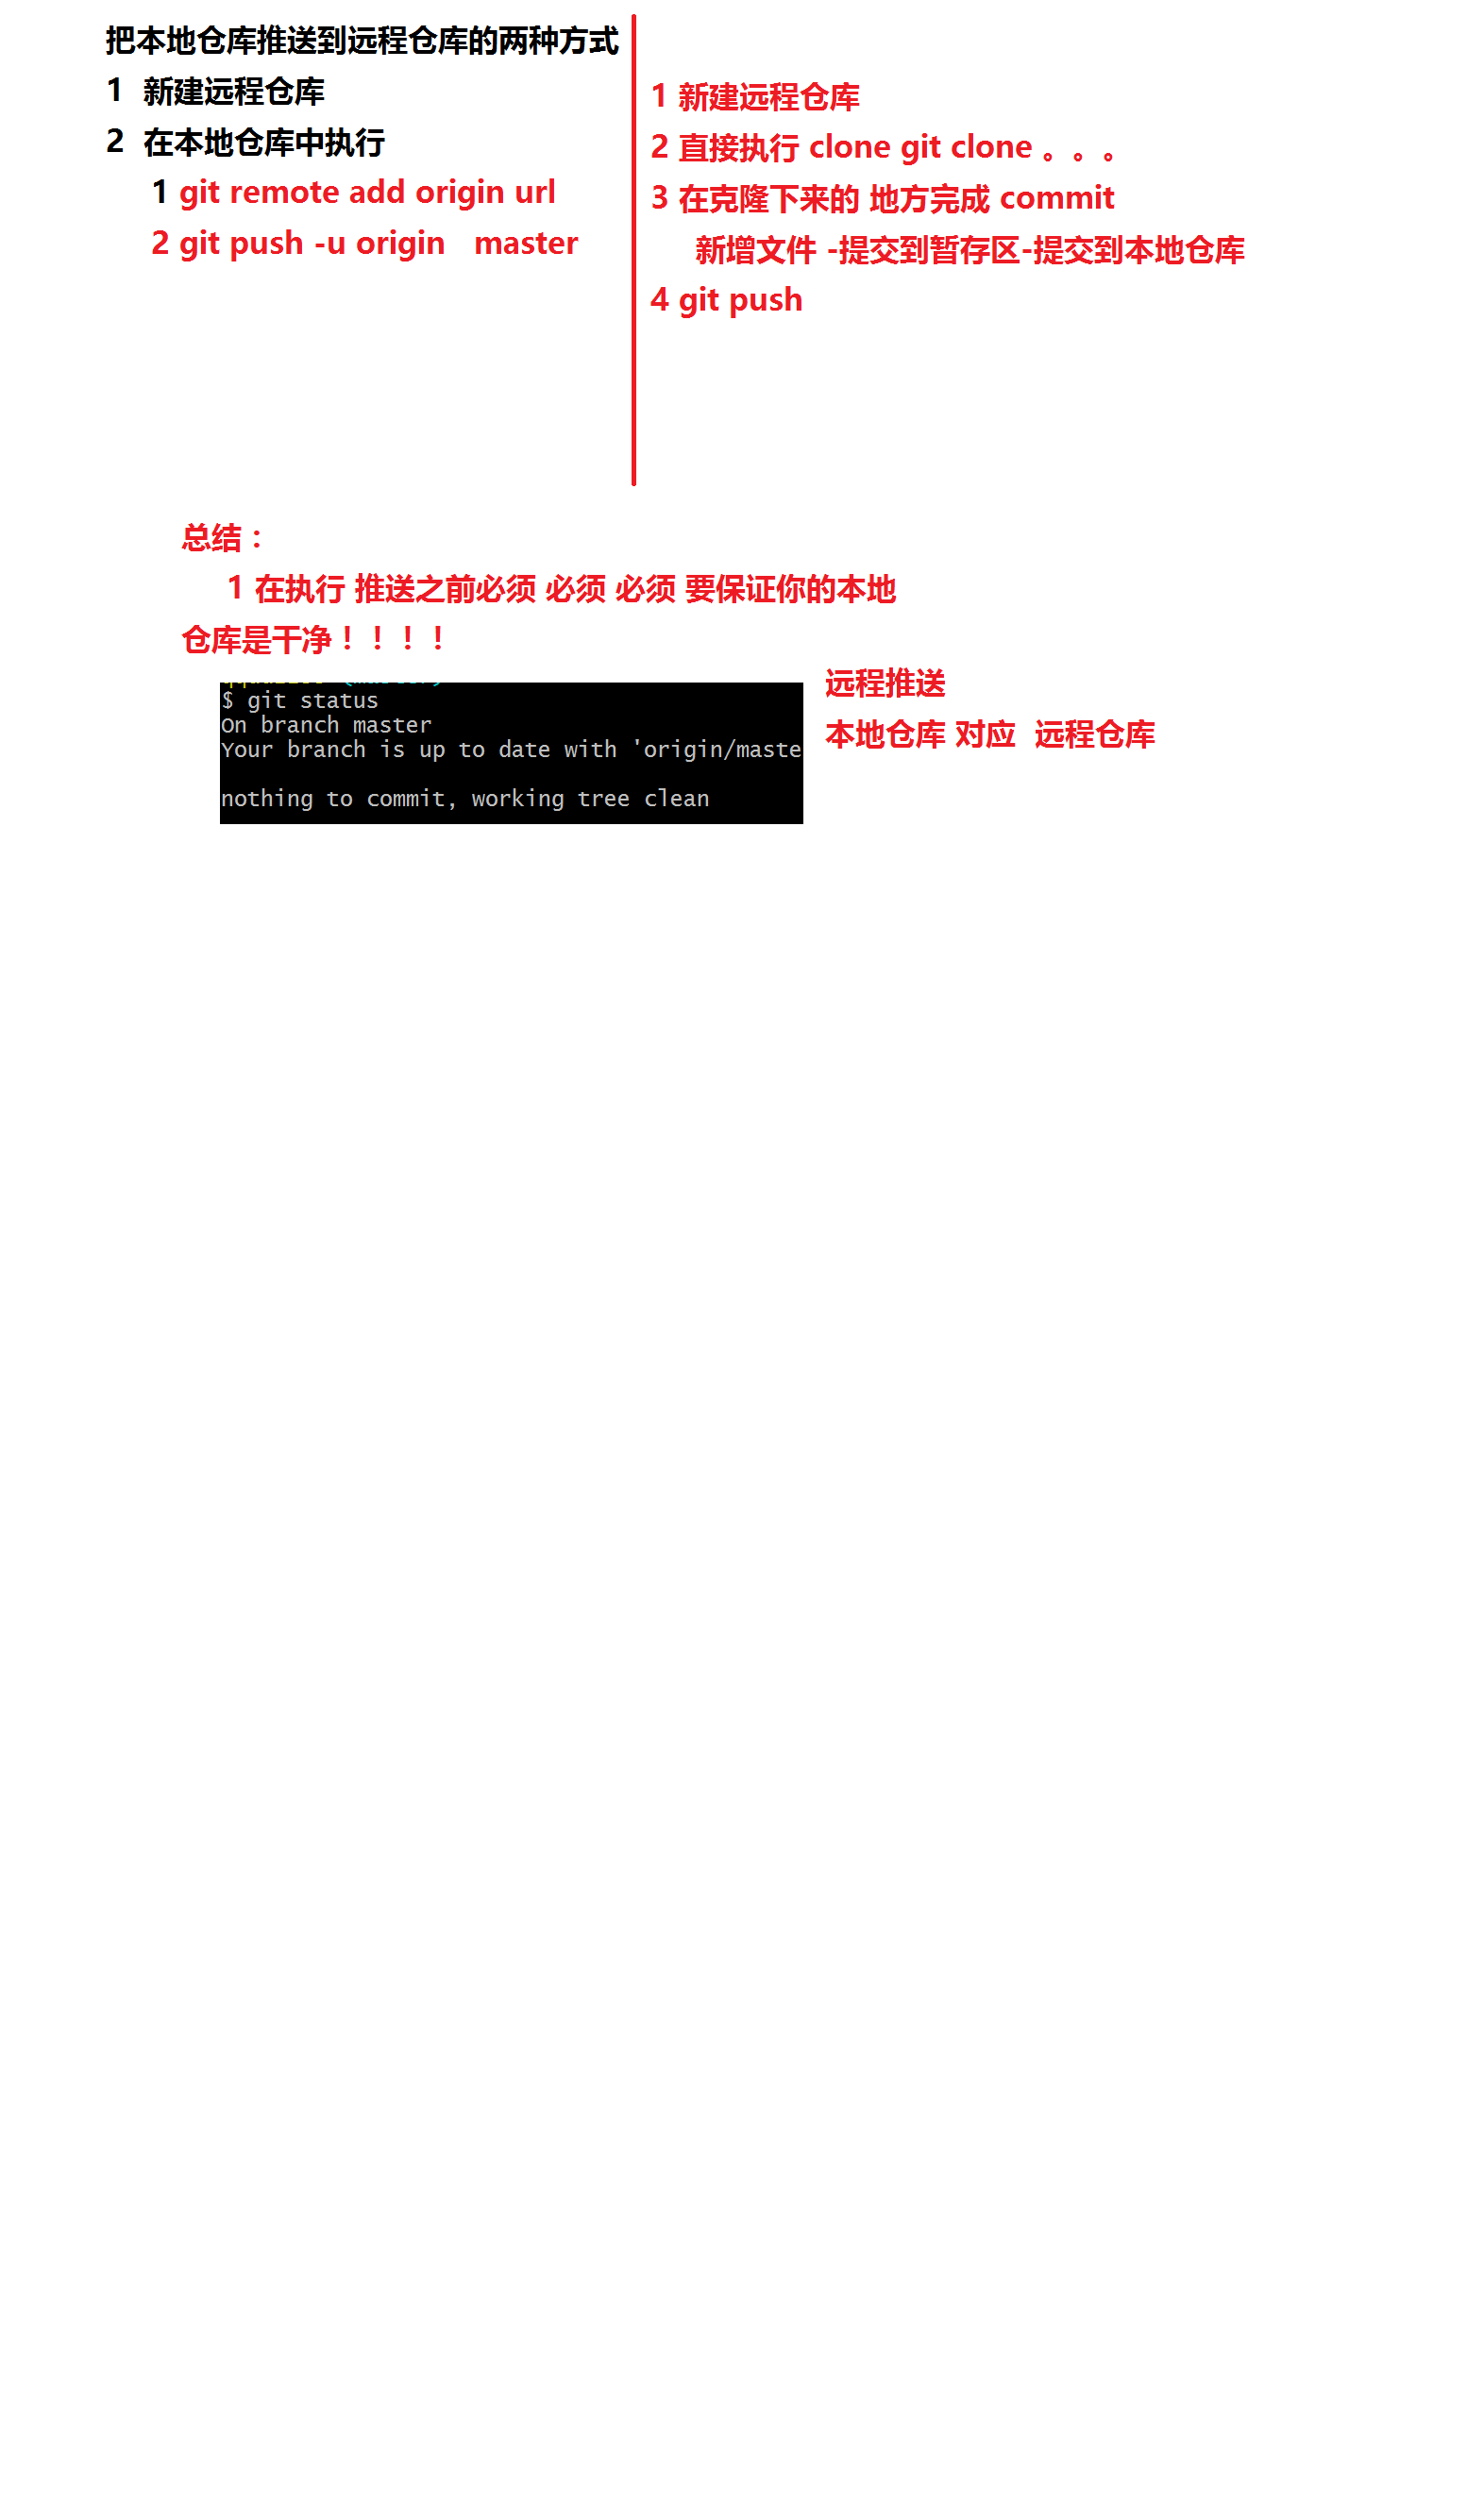 把本地仓库推送到远程仓库的两种方式
1 新建远程仓库
2 在本地仓库中执行
1 git remote add origin url
2 git push -u origin master
1 新建远程仓库
2 直接执行 clone git clone 。。。
3 在克隆下来的 地方完成 commit
新增文件 -提交到暂存区-提交到本地仓库
4 git push
总结：
1 在执行 推送之前必须 必须 必须 要保证你的本地
仓库是干净！！！！
$ git status
On branch master
Your branch is up to date with 'origin/maste
nothing to commit, working tree clean
远程推送
本地仓库 对应 远程仓库